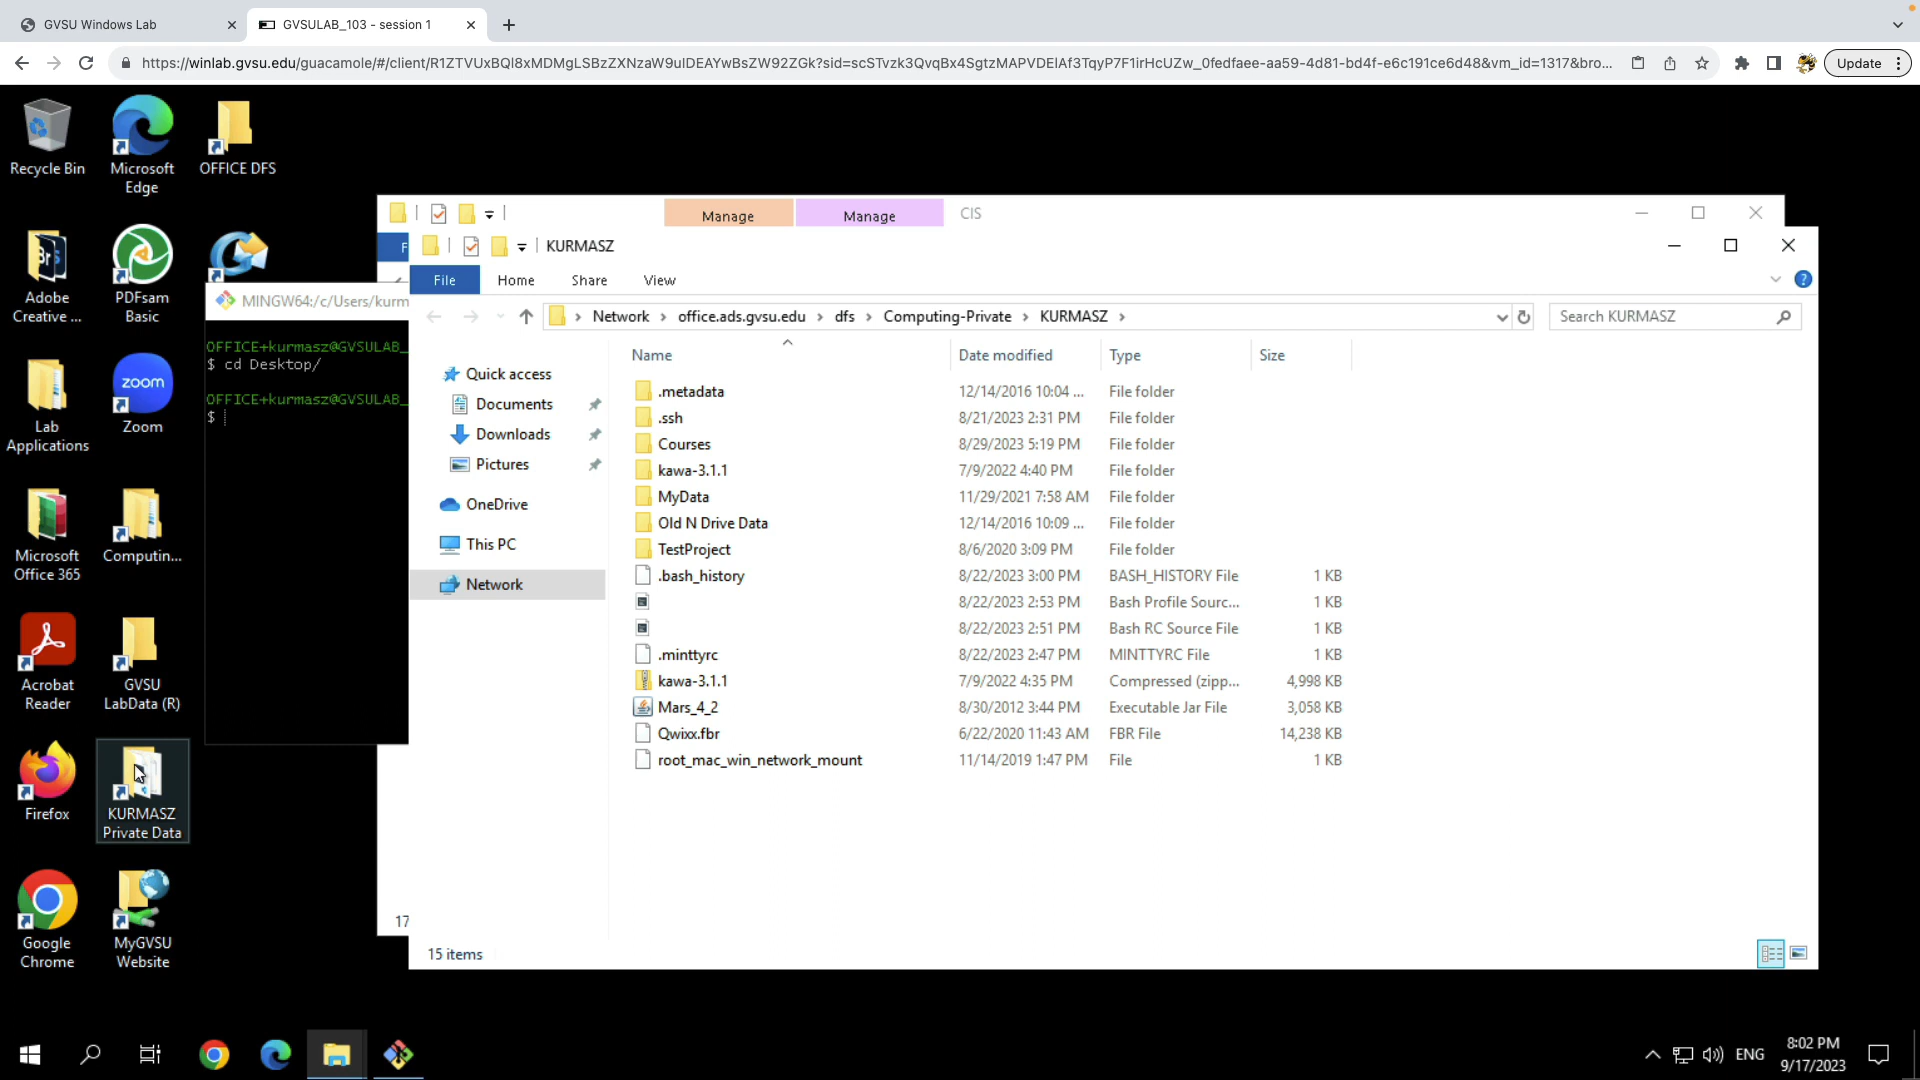 GVSU Windows Lab
GVSULAB_103 - session 1
https://winlab.gvsu.edu/guacamole/#/client/R1ZTVUxBQl8xMDMgLSBzZXNzaW9uIDEAYwBsZW92ZGk?sid=scSTvzk3QvqBx4SgtzMAPVDElAf3TqyP7F1irHcUZw_0fedfaee-aa59-4d81-bd4f-e6c191ce6d48&vm_id=1317&bro...
Update
Recycle Bin
Microsoft
Edge
OFFICE DFS
Adobe
Creative ...
PDFsam
Basic
Lab
Applications
Zoom
Microsoft
Office 365
Computin...
Acrobat
Reader
GVSU
LabData (R)
Firefox
KURMASZ
Private Data
Google
Chrome
MyGVSU
Website
MINGW64:/c/Users/kurm
OFFICE+kurmasz@GVSULAB_
$ cd Desktop/
OFFICE+kurmasz@GVSULAB_
$
Manage
Manage
CIS
F
17
KURMASZ
File
Home
Share
View
Network
office.ads.gvsu.edu
dfs
Computing-Private
KURMASZ
Search KURMASZ
Quick access
Documents
Downloads
Pictures
OneDrive
This PC
Network
Name Date modified Type Size
.metadata 12/14/2016 10:04 ... File folder
.ssh 8/21/2023 2:31 PM File folder
Courses 8/29/2023 5:19 PM File folder
kawa-3.1.1 7/9/2022 4:40 PM File folder
MyData 11/29/2021 7:58 AM File folder
Old N Drive Data 12/14/2016 10:09 ... File folder
TestProject 8/6/2020 3:09 PM File folder
.bash_history 8/22/2023 3:00 PM BASH_HISTORY File 1 KB
8/22/2023 2:53 PM Bash Profile Sourc... 1 KB
8/22/2023 2:51 PM Bash RC Source File 1 KB
.minttyrc 8/22/2023 2:47 PM MINTTYRC File 1 KB
kawa-3.1.1 7/9/2022 4:35 PM Compressed (zipp... 4,998 KB
Mars_4_2 8/30/2012 3:44 PM Executable Jar File 3,058 KB
Qwixx.fbr 6/22/2020 11:43 AM FBR File 14,238 KB
root_mac_win_network_mount 11/14/2019 1:47 PM File 1 KB
15 items
ENG
8:02 PM
9/17/2023